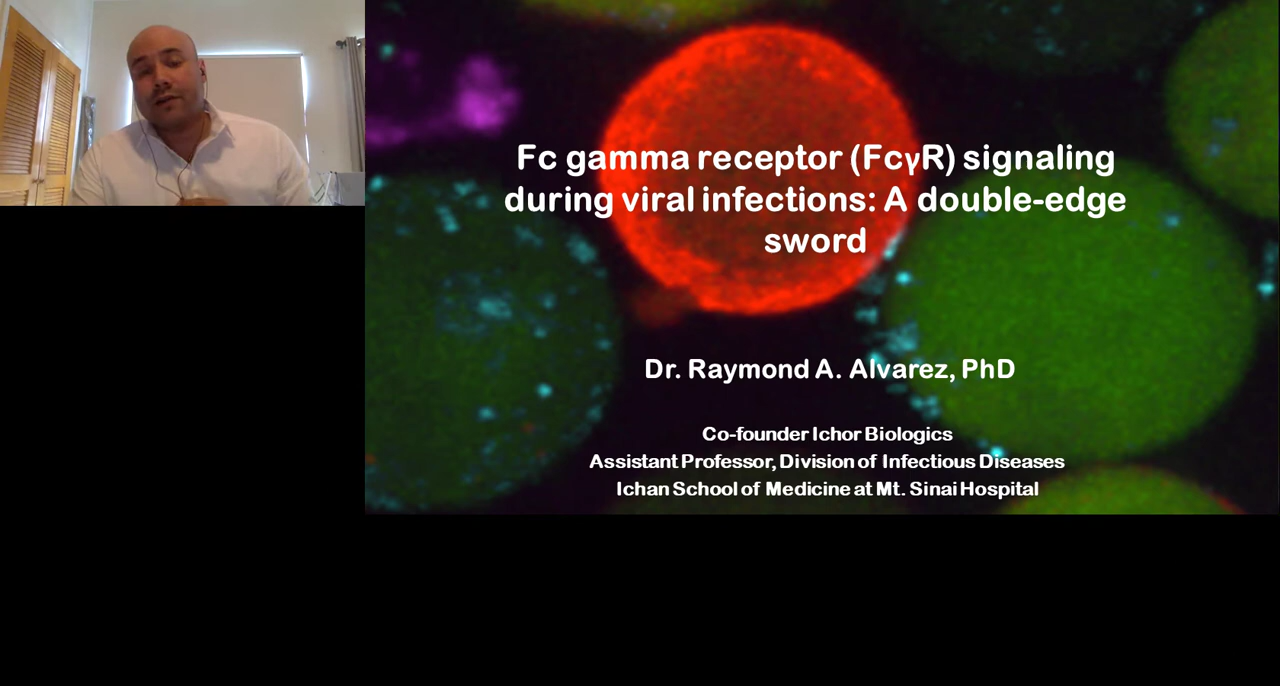 Fc gamma receptor (FcγR) signaling
during viral infections: A double-edge
sword
Dr. Raymond A. Alvarez, PhD
Co-founder Ichor Biologics
Assistant Professor, Division of Infectious Diseases
Ichan School of Medicine at Mt. Sinai Hospital